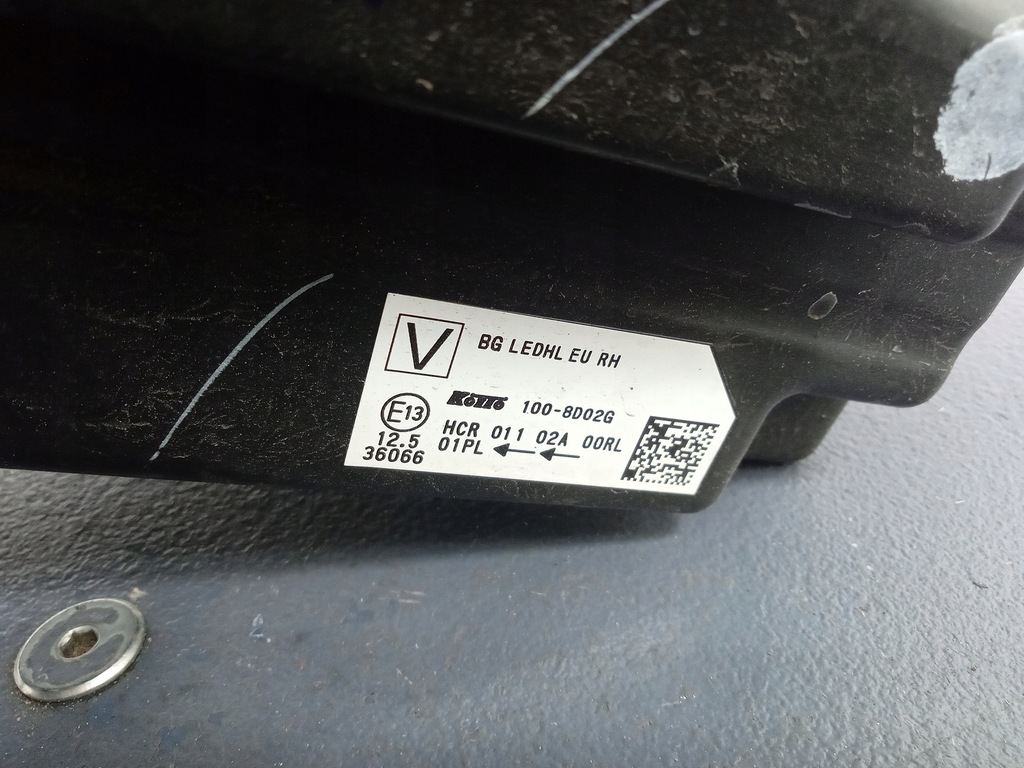 V
BG LEDHL EU RH
E13
KOITO 100-8D02G
12.5
HCR 011 02A 00RL
36066
01PL